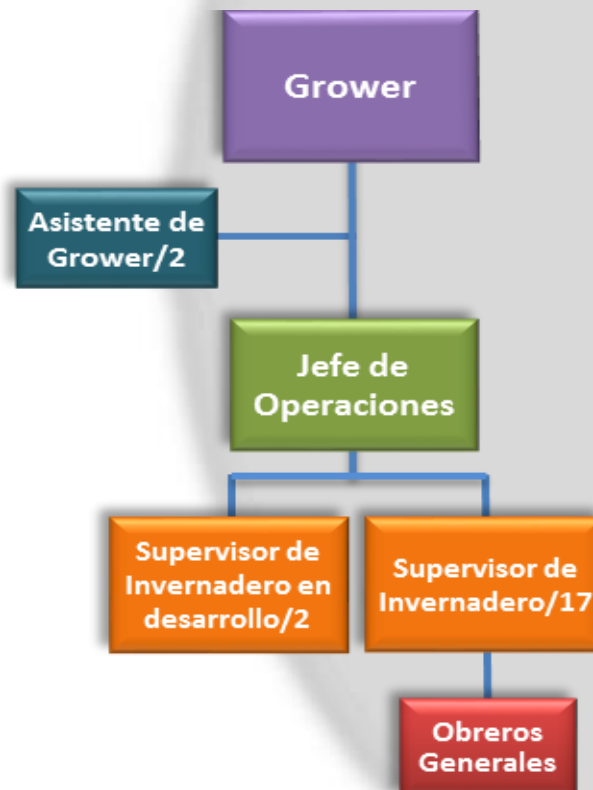 Grower
Asistente de
Grower/2
Jefe de
Operaciones
Supervisor de
Invernadero en
desarrollo/2
Supervisor de
Invernadero/17
Obreros
Generales